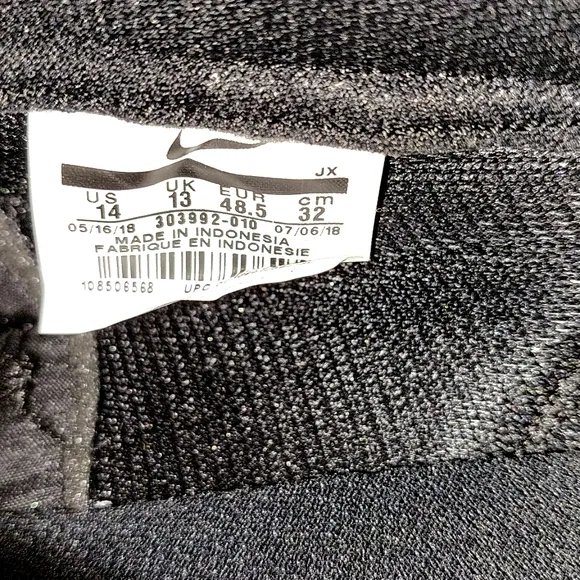 JX
US UK EUR cm
14 13 48.5 32
303992-010
05/16/18 07/06/18
MADE IN INDONESIA
FABRIQUE EN INDONESIE
108506568 UPC